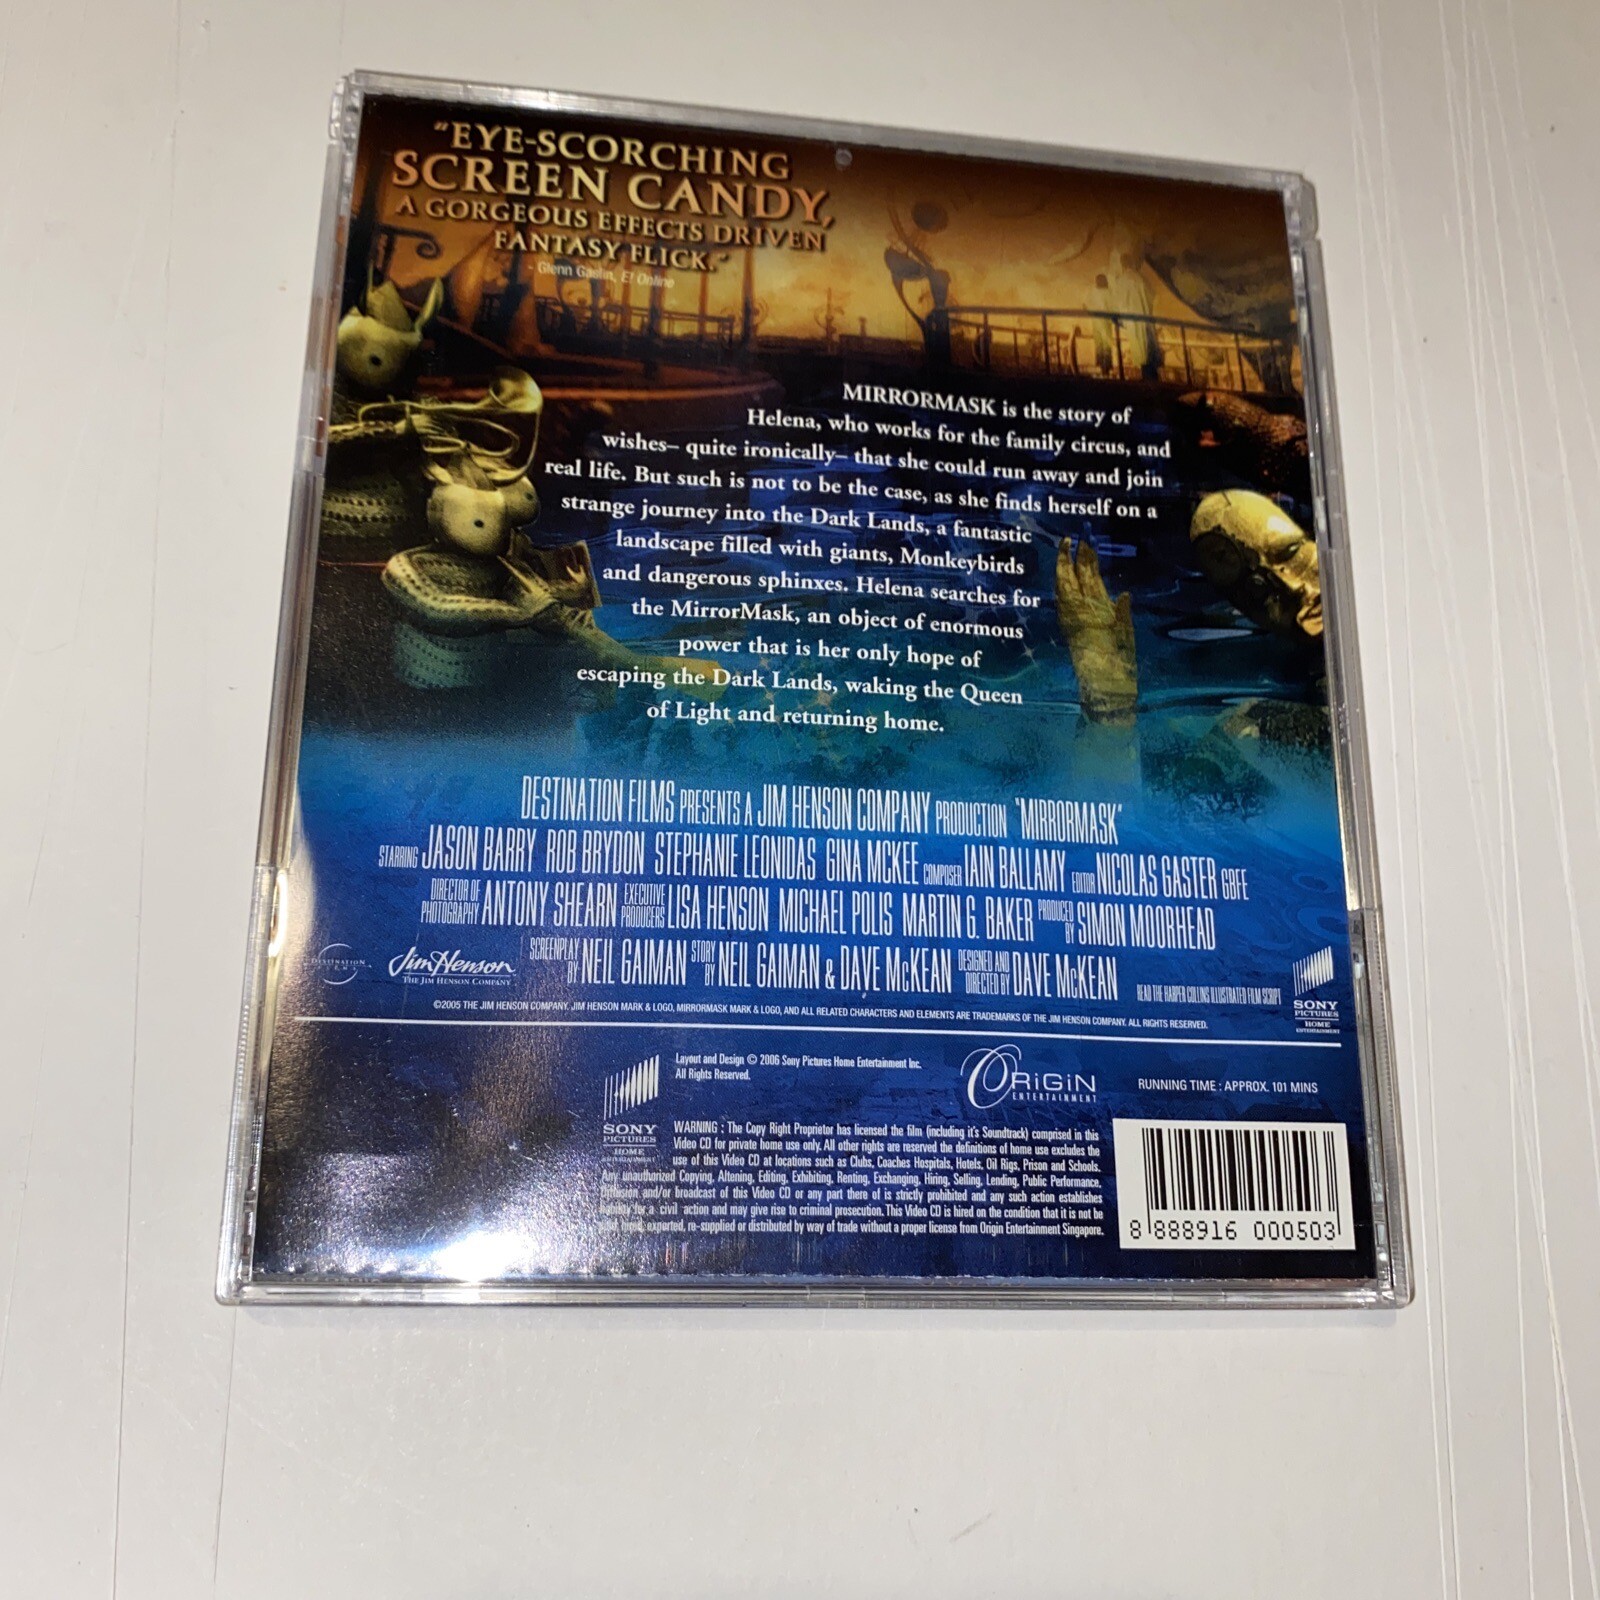 "EYE-SCORCHING
SCREEN CANDY,
A GORGEOUS EFFECTS DRIVEN
FANTASY FLICK."
- Glenn Gaslin, E! Online
MIRRORMASK is the story of
Helena, who works for the family circus, and
wishes– quite ironically– that she could run away and join
real life. But such is not to be the case, as she finds herself on a
strange journey into the Dark Lands, a fantastic
landscape filled with giants, Monkeybirds
and dangerous sphinxes. Helena searches for
the MirrorMask, an object of enormous
power that is her only hope of
escaping the Dark Lands, waking the Queen
of Light and returning home.
DESTINATION FILMS PRESENTS A JIM HENSON COMPANY PRODUCTION "MIRRORMASK"
STARRING JASON BARRY ROB BRYDON STEPHANIE LEONIDAS GINA MCKEE COMPOSER IAIN BALLAMY EDITOR NICOLAS GASTER GBFE
DIRECTOR OF PHOTOGRAPHY ANTONY SHEARN EXECUTIVE PRODUCERS LISA HENSON MICHAEL POLIS MARTIN G. BAKER PRODUCED BY SIMON MOORHEAD
SCREENPLAY BY NEIL GAIMAN STORY BY NEIL GAIMAN & DAVE McKEAN DESIGNED AND DIRECTED BY DAVE McKEAN
READ THE HARPER COLLINS ILLUSTRATED FILM SCRIPT
DESTINATION
Jim Henson
THE JIM HENSON COMPANY
SONY
PICTURES
HOME
ENTERTAINMENT
©2005 THE JIM HENSON COMPANY. JIM HENSON MARK & LOGO, MIRRORMASK MARK & LOGO, AND ALL RELATED CHARACTERS AND ELEMENTS ARE TRADEMARKS OF THE JIM HENSON COMPANY. ALL RIGHTS RESERVED.
SONY
PICTURES
HOME
ENTERTAINMENT
Layout and Design © 2006 Sony Pictures Home Entertainment Inc.
All Rights Reserved.
ORiGiN
ENTERTAINMENT
RUNNING TIME : APPROX. 101 MINS
WARNING : The Copy Right Proprietor has licensed the film (including it's Soundtrack) comprised in this
Video CD for private home use only. All other rights are reserved the definitions of home use excludes the
use of this Video CD at locations such as Clubs, Coaches Hospitals, Hotels, Oil Rigs, Prison and Schools.
Any unauthorized Copying, Altening, Editing, Exhibiting, Renting, Exchanging, Hiring, Selling, Lending, Public Performance,
Diffusion and/or broadcast of this Video CD or any part there of is strictly prohibited and any such action establishes
liability for a civil action and may give rise to criminal prosecution. This Video CD is hired on the condition that it is not be
hired, exported, re-supplied or distributed by way of trade without a proper license from Origin Entertainment Singapore.
8 888916 000503